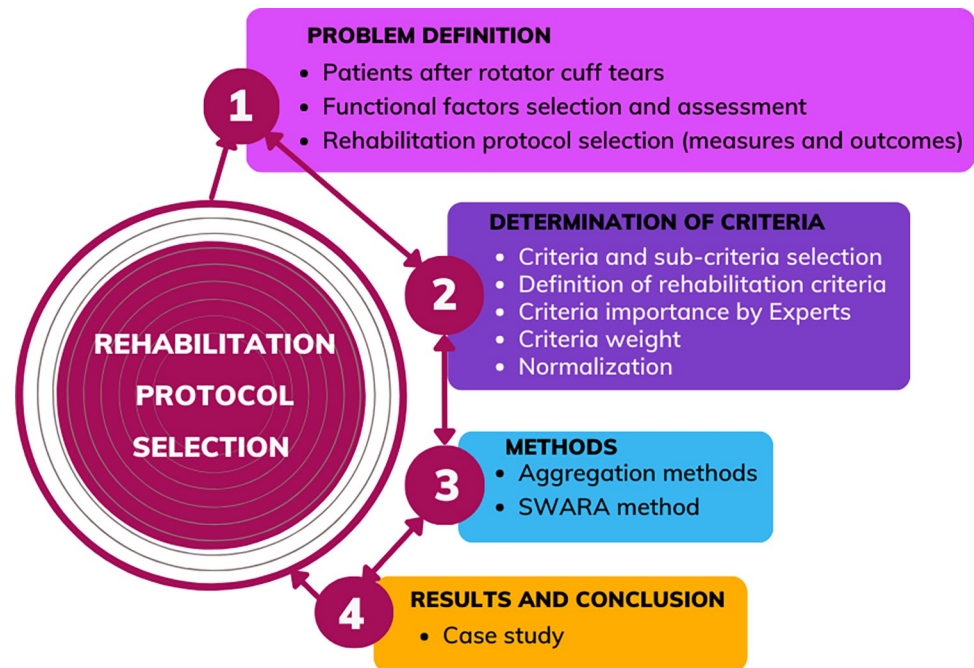 1
PROBLEM DEFINITION
• Patients after rotator cuff tears
• Functional factors selection and assessment
• Rehabilitation protocol selection (measures and outcomes)
2
DETERMINATION OF CRITERIA
• Criteria and sub-criteria selection
• Definition of rehabilitation criteria
• Criteria importance by Experts
• Criteria weight
• Normalization
REHABILITATION
PROTOCOL
SELECTION
3
METHODS
• Aggregation methods
• SWARA method
4
RESULTS AND CONCLUSION
• Case study